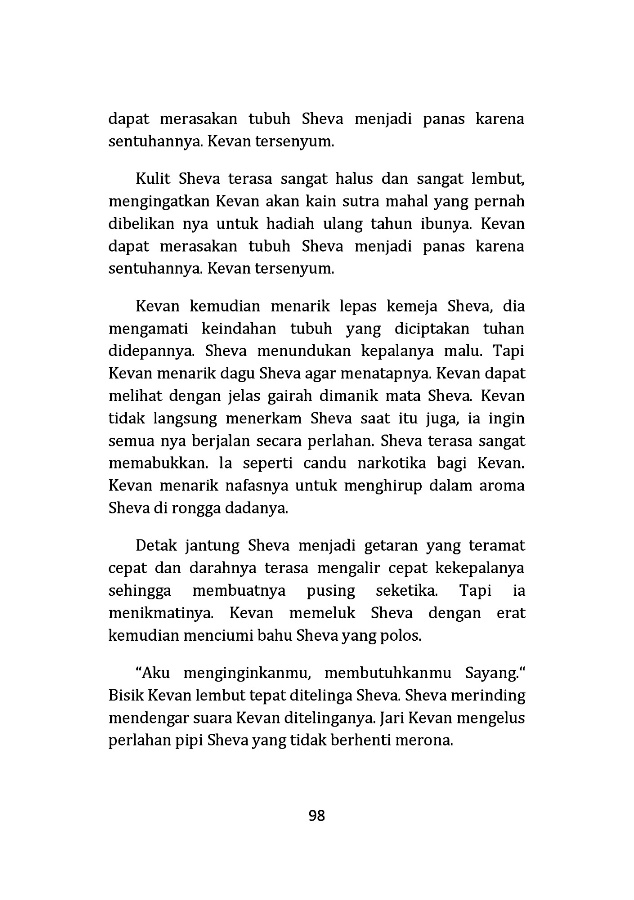 dapat merasakan tubuh Sheva menjadi panas karena
sentuhannya. Kevan tersenyum.
Kulit Sheva terasa sangat halus dan sangat lembut,
mengingatkan Kevan akan kain sutra mahal yang pernah
dibelikan nya untuk hadiah ulang tahun ibunya. Kevan
dapat merasakan tubuh Sheva menjadi panas karena
sentuhannya. Kevan tersenyum.
Kevan kemudian menarik lepas kemeja Sheva, dia
mengamati keindahan tubuh yang diciptakan tuhan
didepannya. Sheva menundukan kepalanya malu. Tapi
Kevan menarik dagu Sheva agar menatapnya. Kevan dapat
melihat dengan jelas gairah dimanik mata Sheva. Kevan
tidak langsung menerkam Sheva saat itu juga, ia ingin
semua nya berjalan secara perlahan. Sheva terasa sangat
memabukkan. Ia seperti candu narkotika bagi Kevan.
Kevan menarik nafasnya untuk menghirup dalam aroma
Sheva di rongga dadanya.
Detak jantung Sheva menjadi getaran yang teramat
cepat dan darahnya terasa mengalir cepat kekepalanya
sehingga membuatnya pusing seketika. Tapi ia
menikmatinya. Kevan memeluk Sheva dengan erat
kemudian menciumi bahu Sheva yang polos.
“Aku menginginkanmu, membutuhkanmu Sayang.“
Bisik Kevan lembut tepat ditelinga Sheva. Sheva merinding
mendengar suara Kevan ditelinganya. Jari Kevan mengelus
perlahan pipi Sheva yang tidak berhenti merona.
98